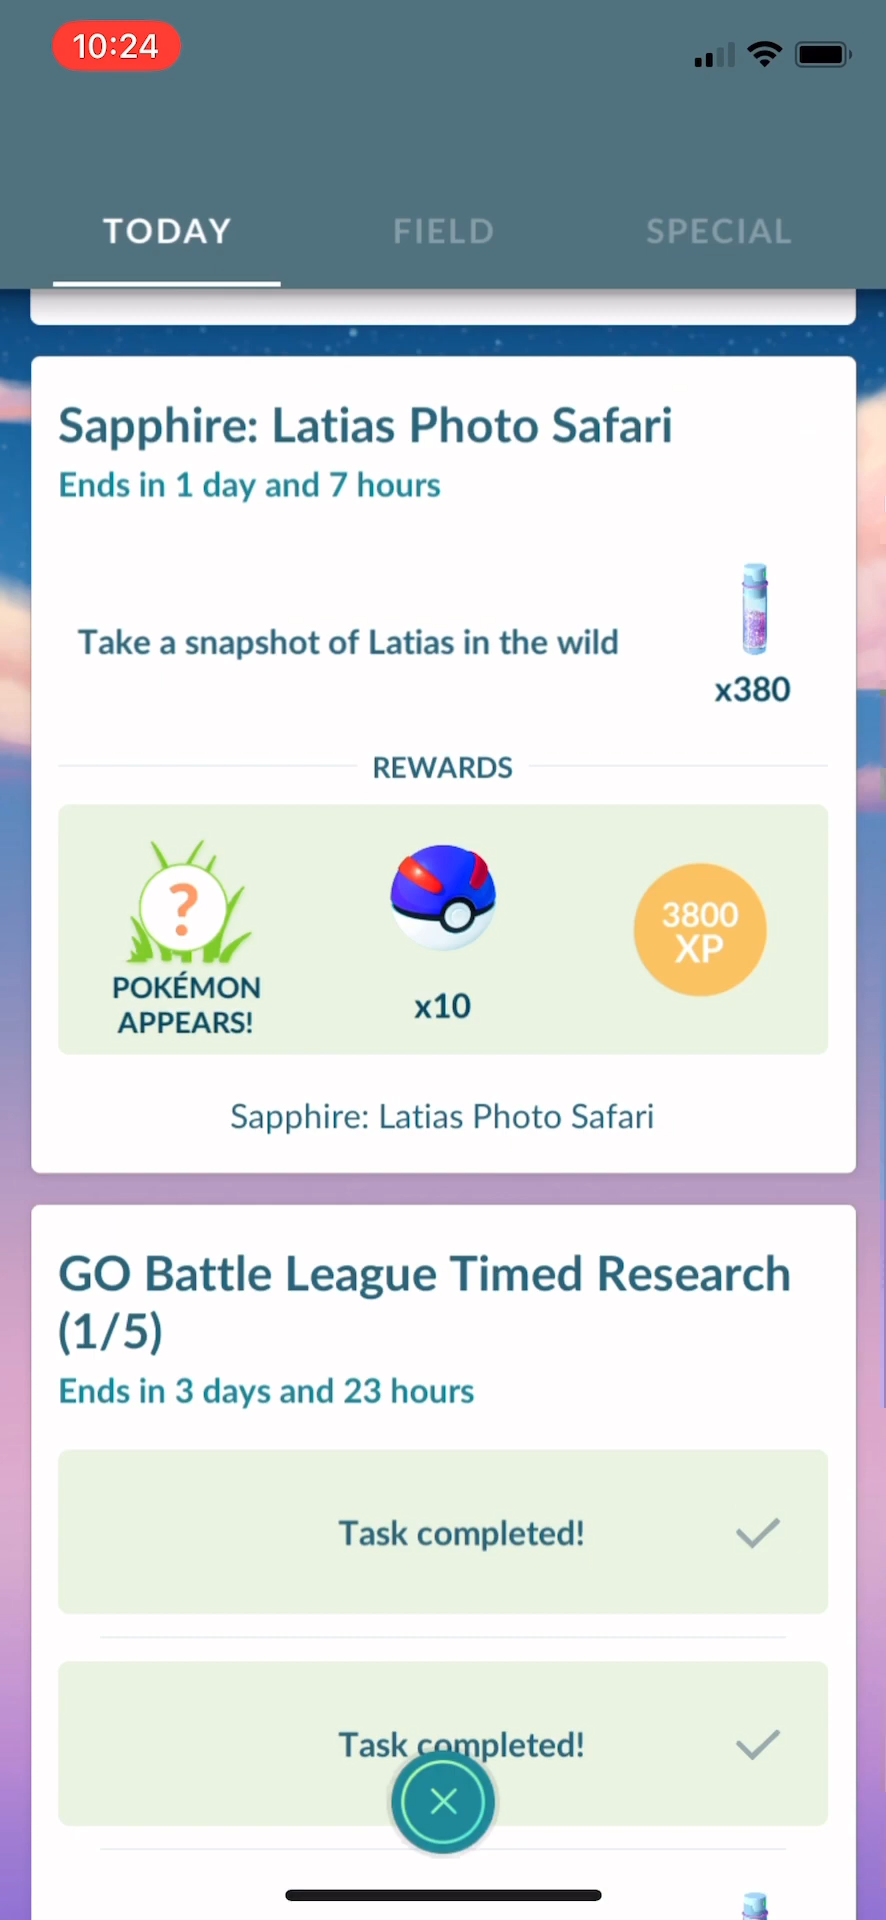 10:24
TODAY
FIELD
SPECIAL
Sapphire: Latias Photo Safari
Ends in 1 day and 7 hours
Take a snapshot of Latias in the wild
x380
REWARDS
?
POKÉMON
APPEARS!
x10
3800
XP
Sapphire: Latias Photo Safari
GO Battle League Timed Research
(1/5)
Ends in 3 days and 23 hours
Task completed!
Task completed!